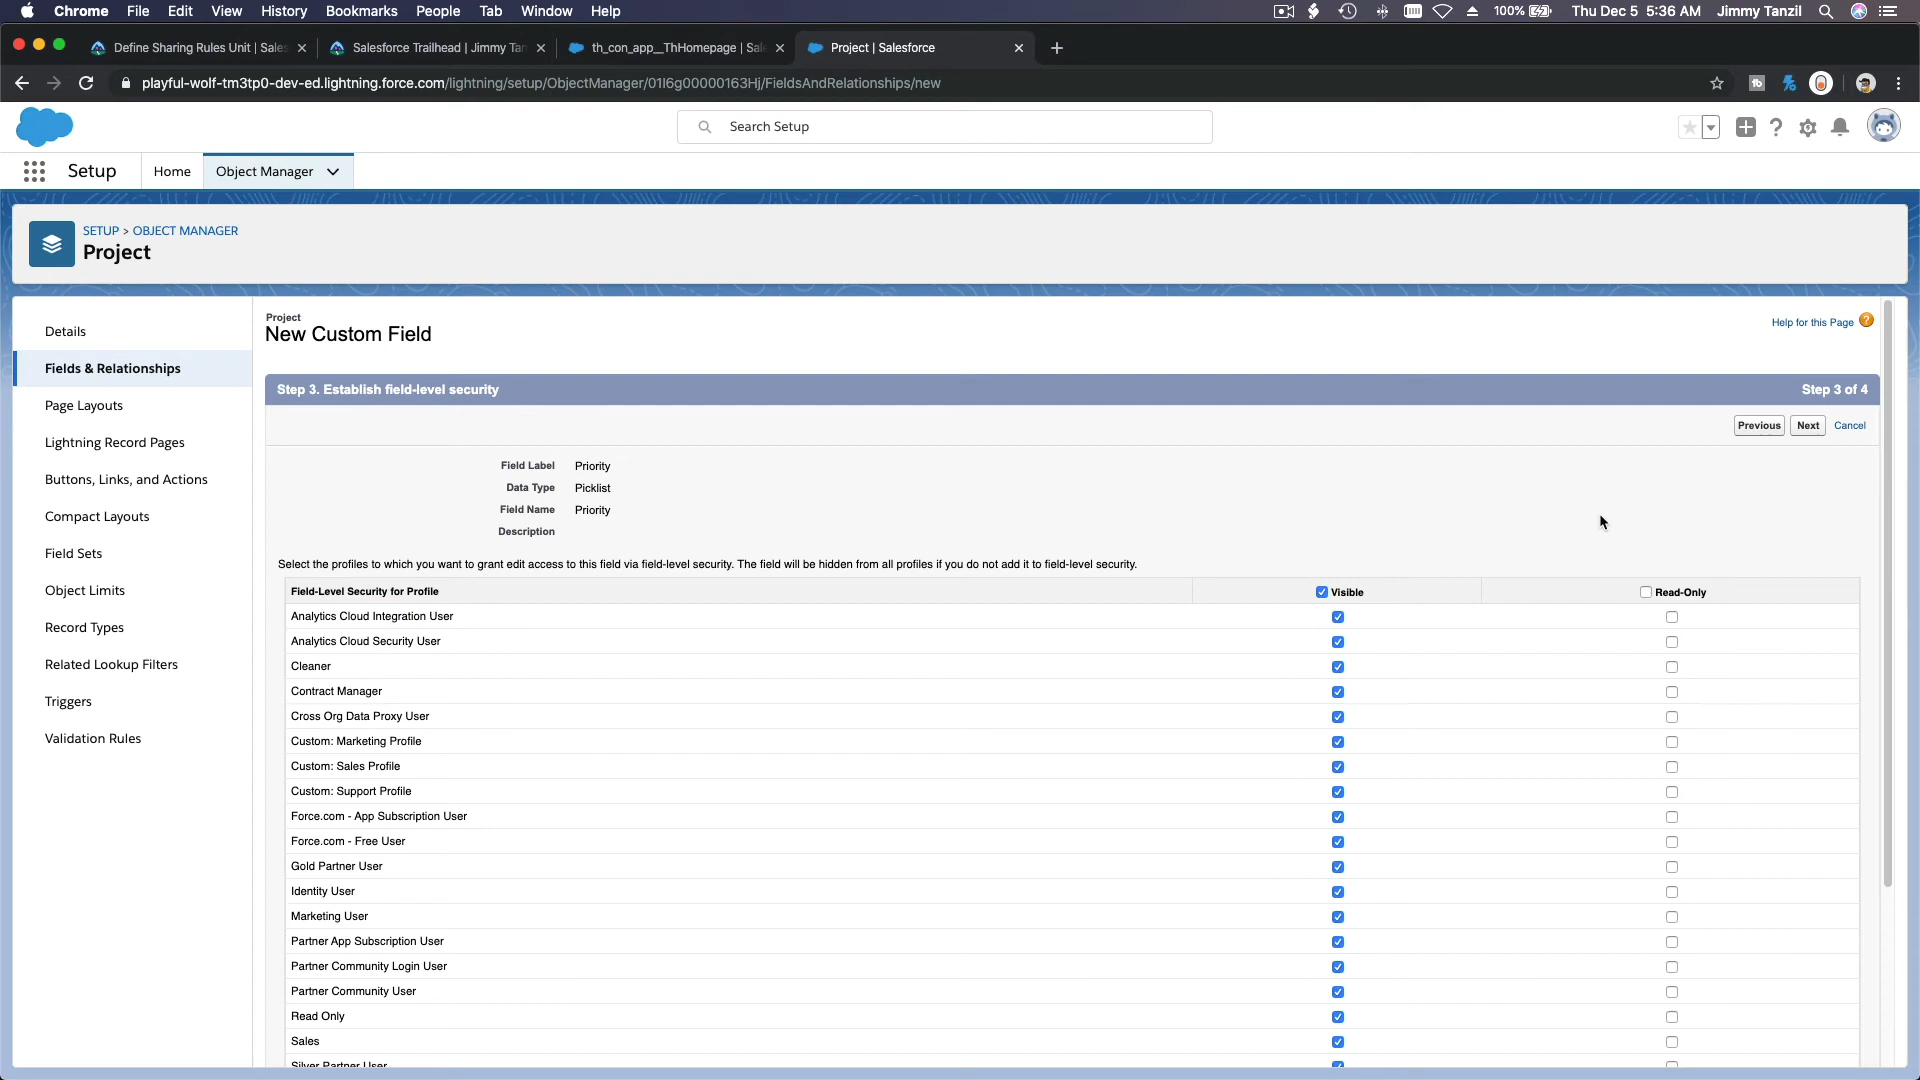 Chrome File Edit View History Bookmarks People Tab Window Help 100% Thu Dec 5 5:36 AM Jimmy Tanzil
Define Sharing Rules Unit | Sales Salesforce Trailhead | Jimmy Tan th_con_app__ThHomepage | Sale Project | Salesforce
playful-wolf-tm3tp0-dev-ed.lightning.force.com/lightning/setup/ObjectManager/01I6g00000163Hj/FieldsAndRelationships/new
Search Setup
Setup Home Object Manager
SETUP > OBJECT MANAGER
Project
Details
Fields & Relationships
Page Layouts
Lightning Record Pages
Buttons, Links, and Actions
Compact Layouts
Field Sets
Object Limits
Record Types
Related Lookup Filters
Triggers
Validation Rules
Project
New Custom Field
Help for this Page ?
Step 3. Establish field-level security Step 3 of 4
Previous Next Cancel
Field Label Priority
Data Type Picklist
Field Name Priority
Description
Select the profiles to which you want to grant edit access to this field via field-level security. The field will be hidden from all profiles if you do not add it to field-level security.
Field-Level Security for Profile Visible Read-Only
Analytics Cloud Integration User
Analytics Cloud Security User
Cleaner
Contract Manager
Cross Org Data Proxy User
Custom: Marketing Profile
Custom: Sales Profile
Custom: Support Profile
Force.com - App Subscription User
Force.com - Free User
Gold Partner User
Identity User
Marketing User
Partner App Subscription User
Partner Community Login User
Partner Community User
Read Only
Sales
Silver Partner User